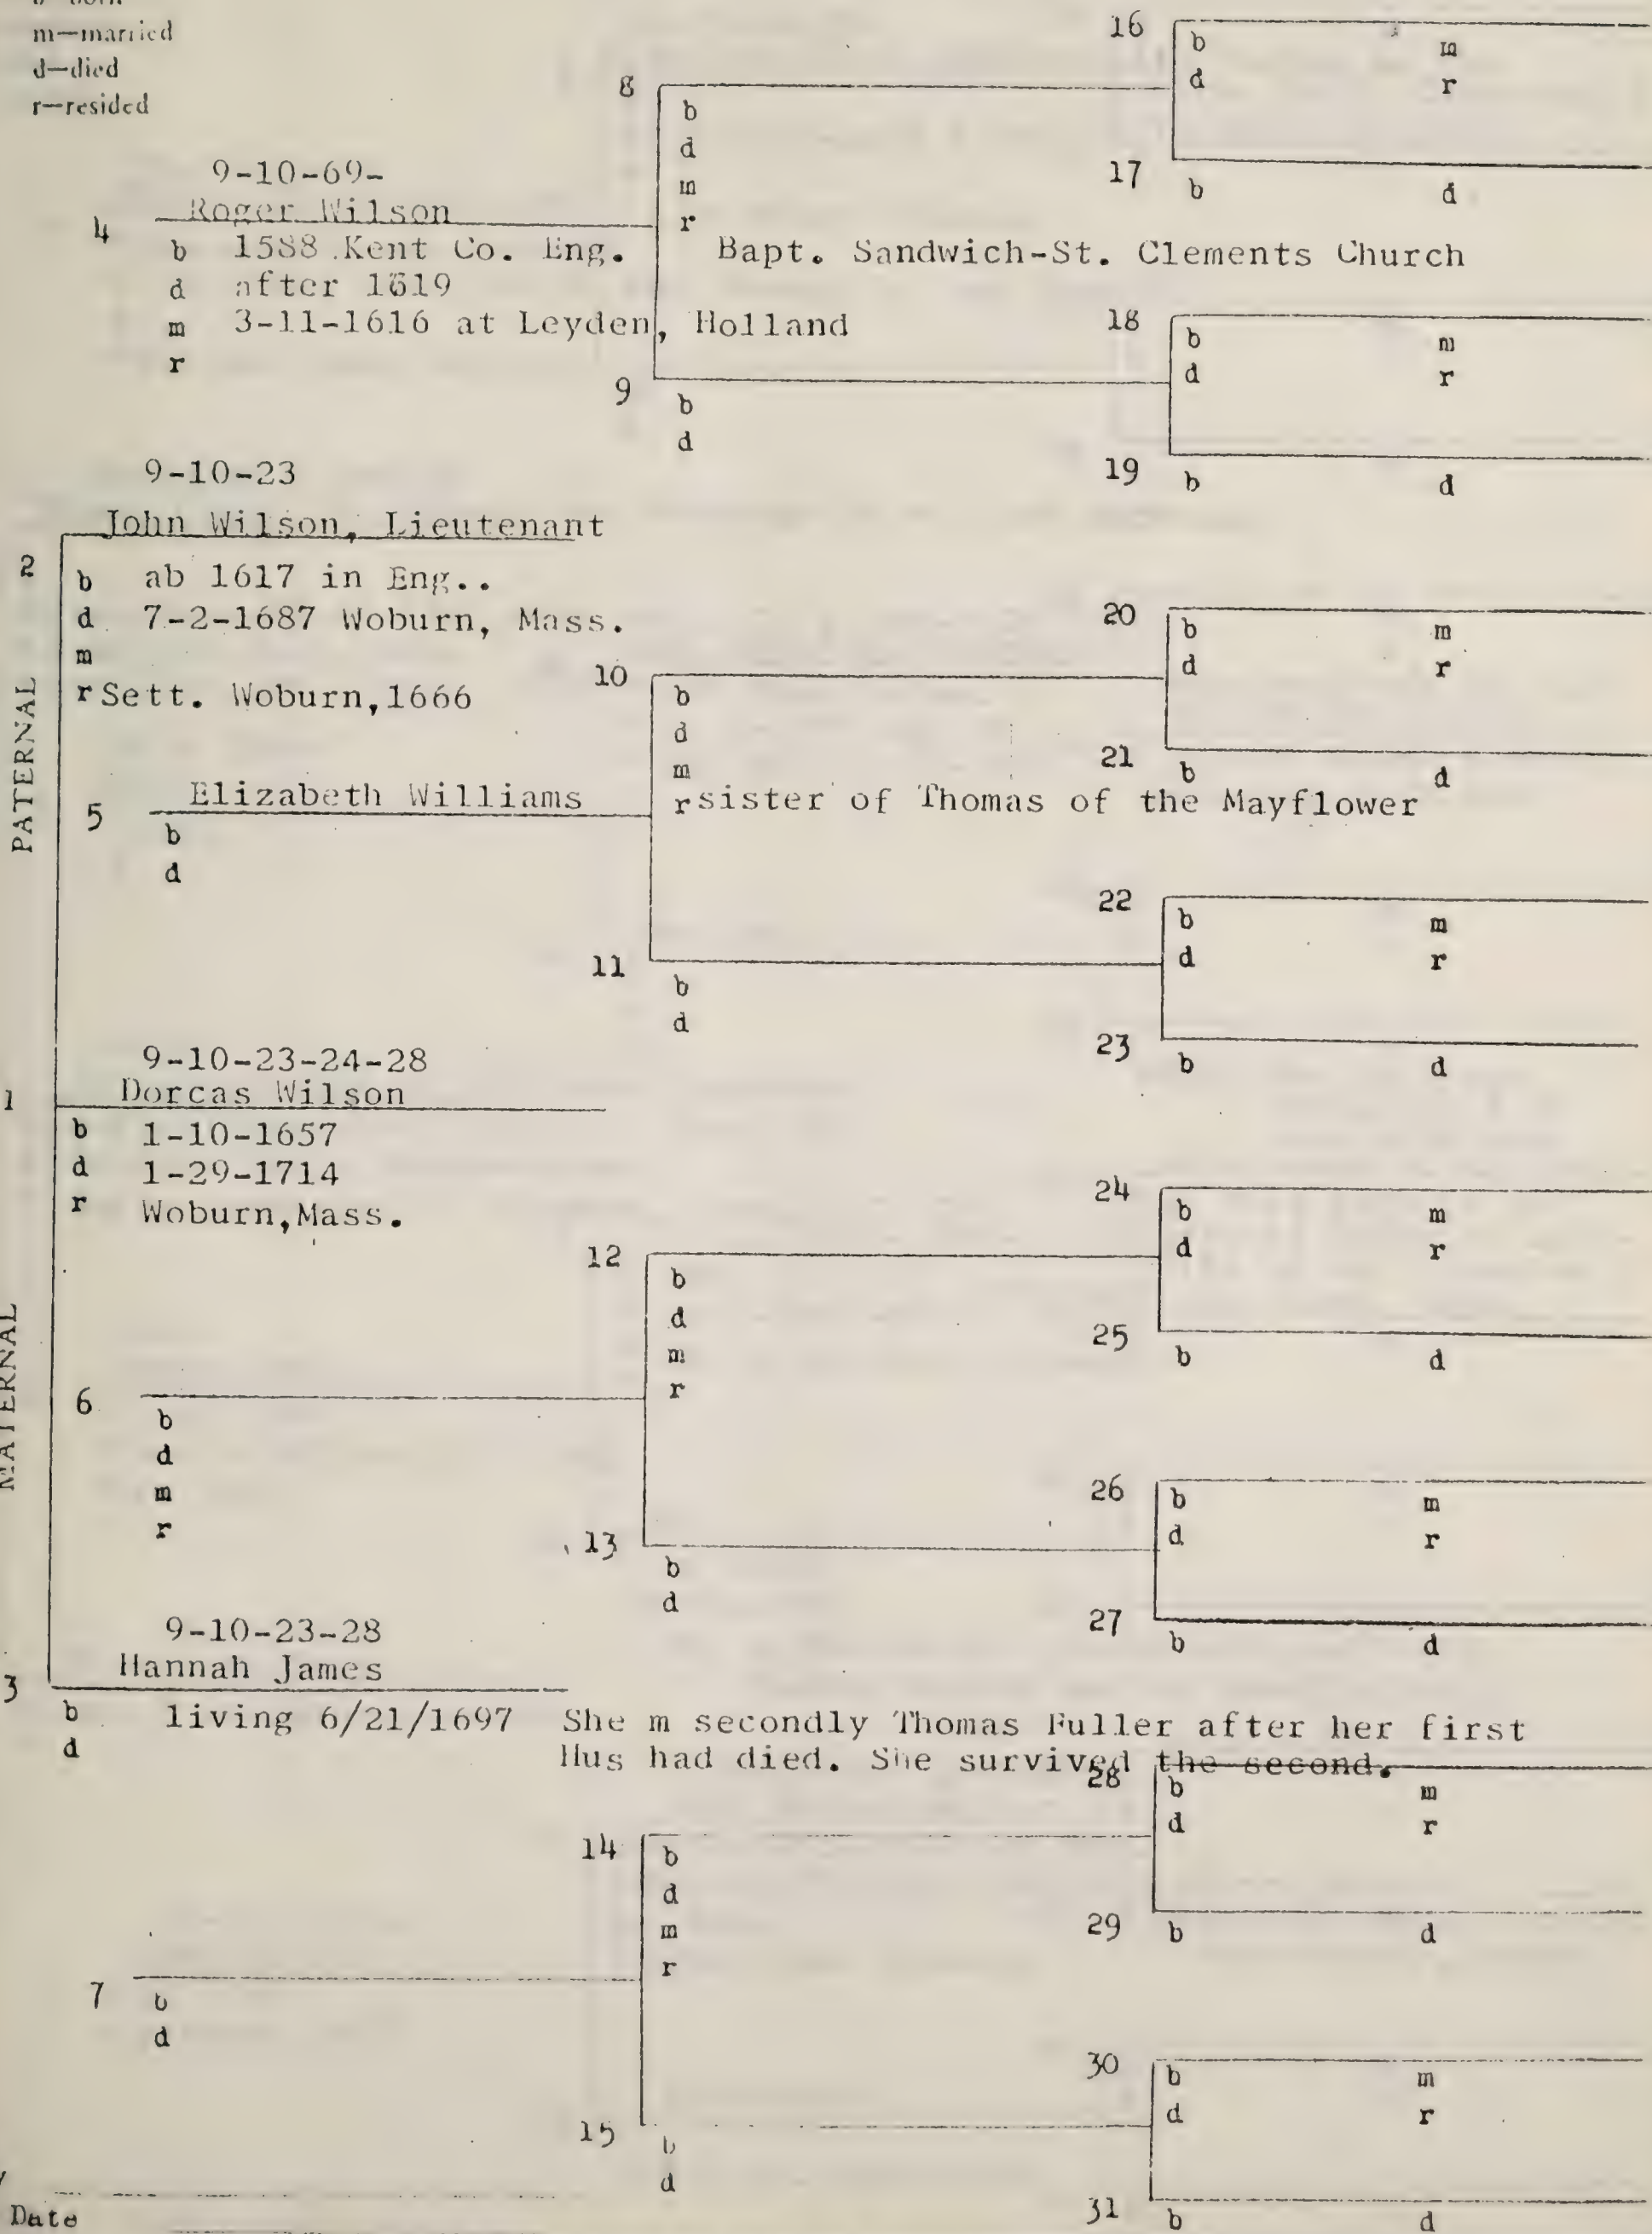 b—born
m—married
d—died
r—resided
16
b m
d r
8
b
d
m
r
17
b d
9-10-69-
Roger Wilson
4
b 1588 Kent Co. Eng. Bapt. Sandwich-St. Clements Church
d after 1619
m 3-11-1616 at Leyden, Holland
r
18
b m
d r
9
b
d
19
b d
9-10-23
John Wilson, Lieutenant
2
b ab 1617 in Eng..
d 7-2-1687 Woburn, Mass.
m
r Sett. Woburn,1666
PATERNAL
20
b m
d r
10
b
d
m
r sister of Thomas of the Mayflower
21
b d
Elizabeth Williams
5
b
d
22
b m
d r
11
b
d
23
b d
9-10-23-24-28
Dorcas Wilson
1
b 1-10-1657
d 1-29-1714
r Woburn,Mass.
24
b m
d r
12
b
d
m
r
25
b d
MATERNAL
6
b
d
m
r
26
b m
d r
13
b
d
27
b d
9-10-23-28
Hannah James
3
b living 6/21/1697 She m secondly Thomas Fuller after her first
d Hus had died. She survived the second.
28
b m
d r
14
b
d
m
r
29
b d
7
b
d
30
b m
d r
15
b
d
31
b d
Date